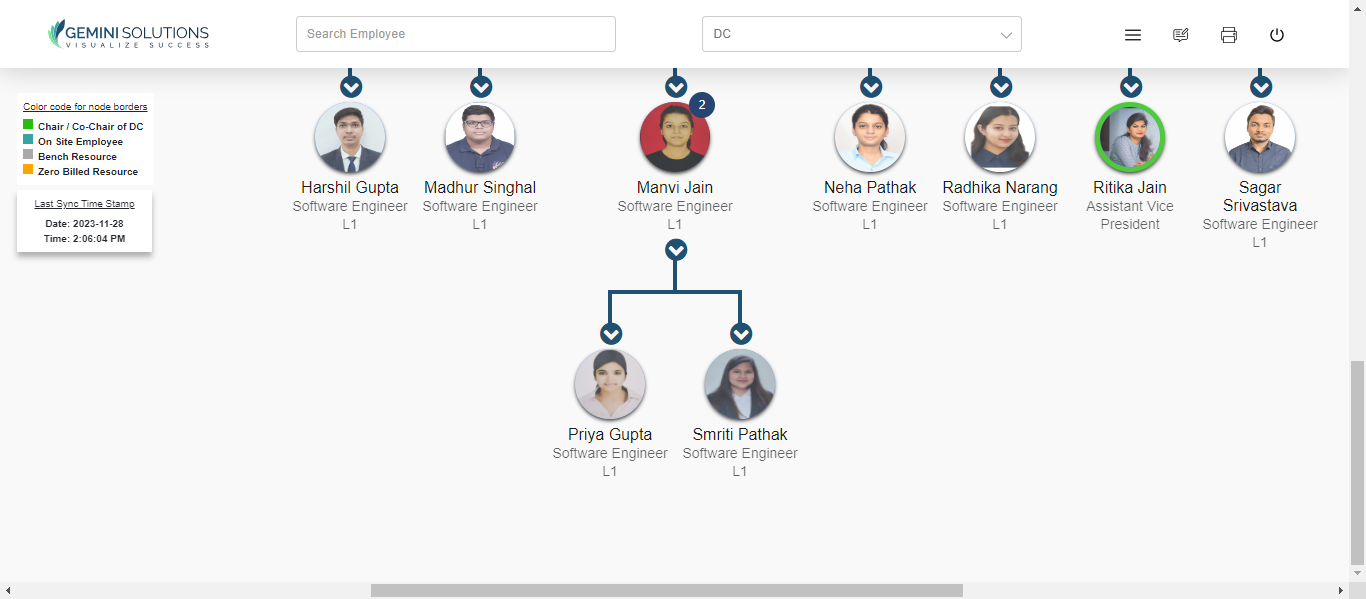 GEMINI SOLUTIONS
VISUALIZE SUCCESS
Search Employee
DC
Color code for node borders
Chair / Co-Chair of DC
On Site Employee
Bench Resource
Zero Billed Resource
Last Sync Time Stamp
Date: 2023-11-28
Time: 2:06:04 PM
2
Harshil Gupta
Software Engineer
L1
Madhur Singhal
Software Engineer
L1
Manvi Jain
Software Engineer
L1
Neha Pathak
Software Engineer
L1
Radhika Narang
Software Engineer
L1
Ritika Jain
Assistant Vice
President
Sagar
Srivastava
Software Engineer
L1
Priya Gupta
Software Engineer
L1
Smriti Pathak
Software Engineer
L1